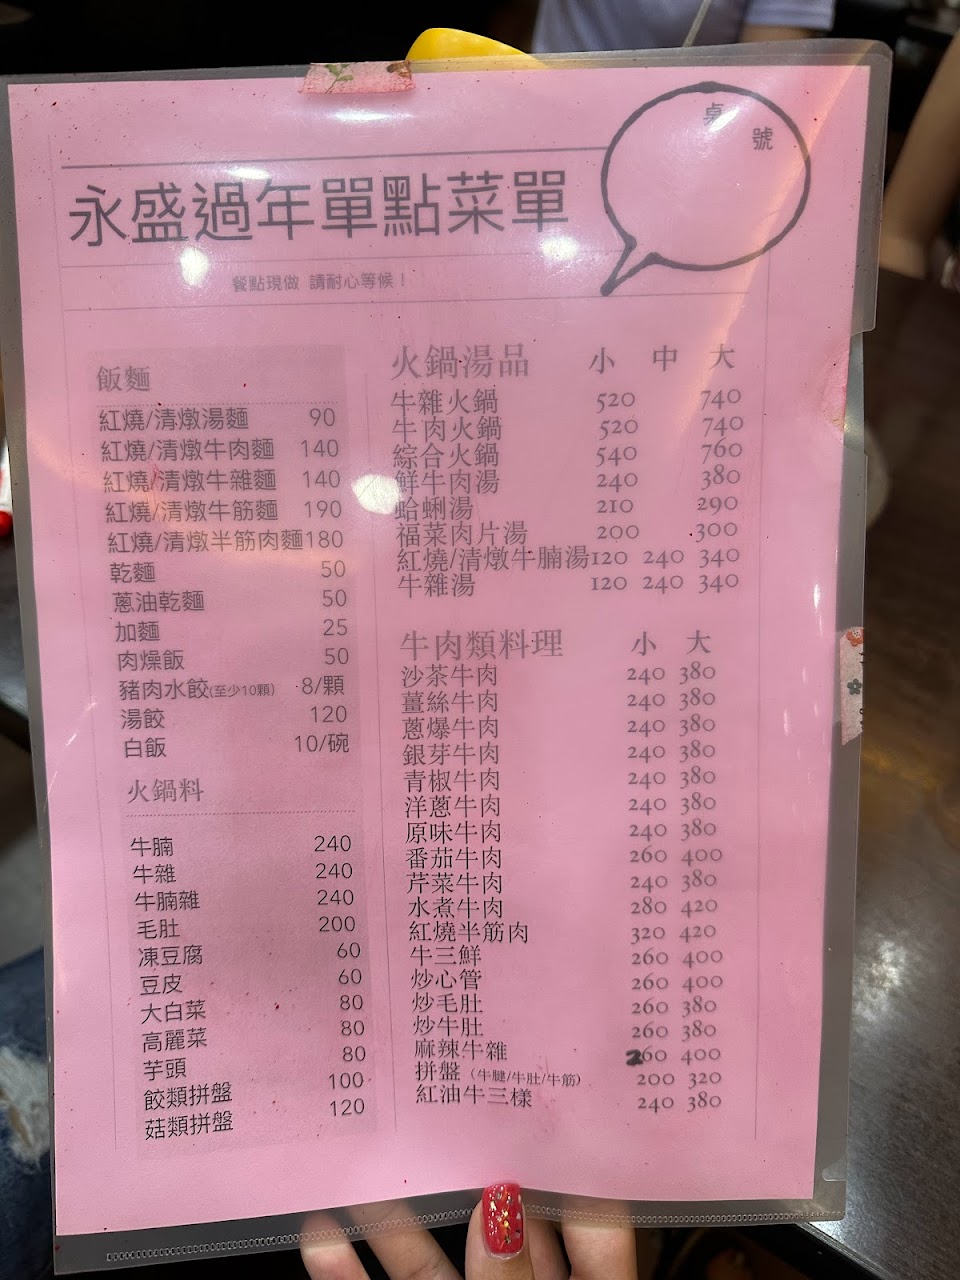 桌號
永盛過年單點菜單
餐點現做 請耐心等候！
飯麵
紅燒/清燉湯麵 90
紅燒/清燉牛肉麵 140
紅燒/清燉牛雜麵 140
紅燒/清燉牛筋麵 190
紅燒/清燉半筋肉麵180
乾麵 50
蔥油乾麵 50
加麵 25
肉燥飯 50
豬肉水餃(至少10顆) 8/顆
湯餃 120
白飯 10/碗
火鍋料
牛腩 240
牛雜 240
牛腩雜 240
毛肚 200
凍豆腐 60
豆皮 60
大白菜 80
高麗菜 80
芋頭 80
餃類拼盤 100
菇類拼盤 120
火鍋湯品 小 中 大
牛雜火鍋 520 740
牛肉火鍋 520 740
綜合火鍋 540 760
鮮牛肉湯 240 380
蛤蜊湯 210 290
福菜肉片湯 200 300
紅燒/清燉牛腩湯120 240 340
牛雜湯 120 240 340
牛肉類料理 小 大
沙茶牛肉 240 380
薑絲牛肉 240 380
蔥爆牛肉 240 380
銀芽牛肉 240 380
青椒牛肉 240 380
洋蔥牛肉 240 380
原味牛肉 240 380
番茄牛肉 260 400
芹菜牛肉 240 380
水煮牛肉 280 420
紅燒半筋肉 320 420
牛三鮮 260 400
炒心管 260 400
炒毛肚 260 380
炒牛肚 260 380
麻辣牛雜 260 400
拼盤（牛腱/牛肚/牛筋） 200 320
紅油牛三樣 240 380